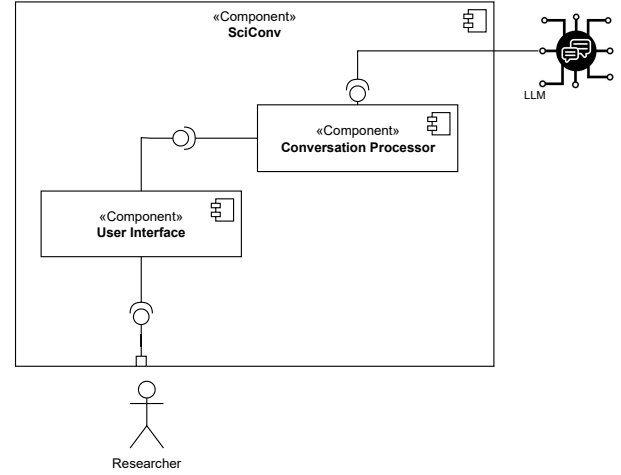 «Component»
SciConv
LLM
«Component»
Conversation Processor
«Component»
User Interface
Researcher